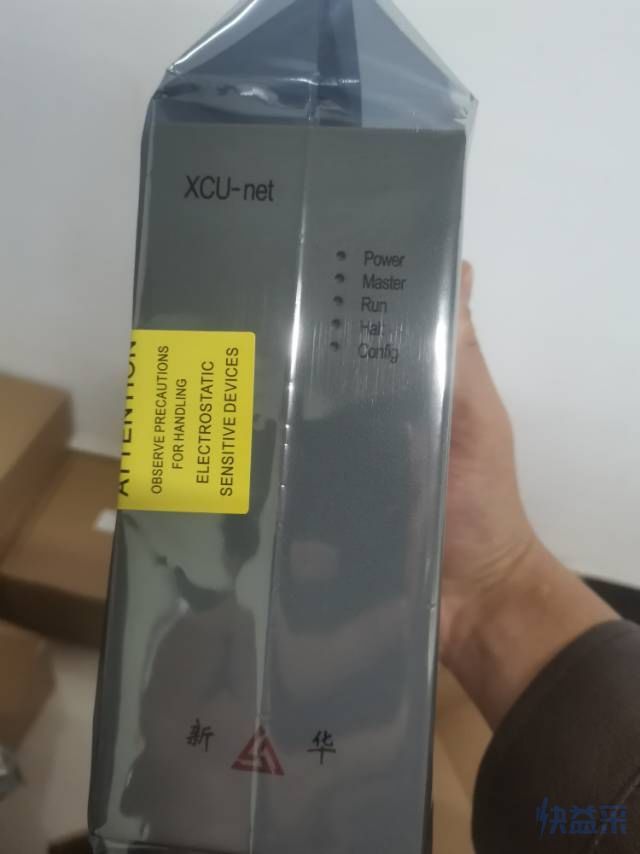 XCU-net
Power
Master
Run
Halt
Config
ATTENTION
OBSERVE PRECAUTIONS
FOR HANDLING
ELECTROSTATIC
SENSITIVE DEVICES
新 华
快益采